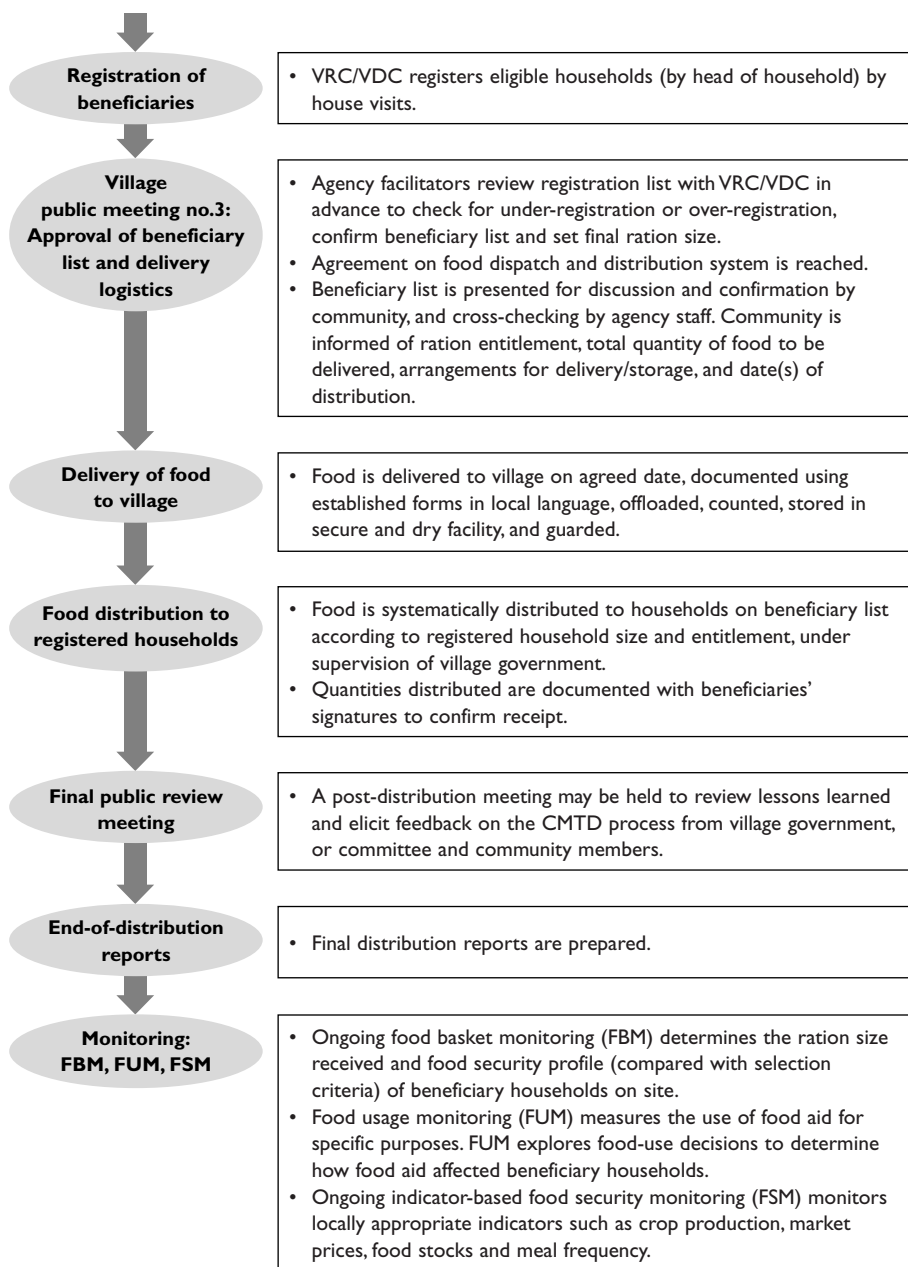 Registration of
beneficiaries
• VRC/VDC registers eligible households (by head of household) by
house visits.
Village
public meeting no.3:
Approval of beneficiary
list and delivery
logistics
• Agency facilitators review registration list with VRC/VDC in
advance to check for under-registration or over-registration,
confirm beneficiary list and set final ration size.
• Agreement on food dispatch and distribution system is reached.
• Beneficiary list is presented for discussion and confirmation by
community, and cross-checking by agency staff. Community is
informed of ration entitlement, total quantity of food to be
delivered, arrangements for delivery/storage, and date(s) of
distribution.
Delivery of food
to village
• Food is delivered to village on agreed date, documented using
established forms in local language, offloaded, counted, stored in
secure and dry facility, and guarded.
Food distribution to
registered households
• Food is systematically distributed to households on beneficiary list
according to registered household size and entitlement, under
supervision of village government.
• Quantities distributed are documented with beneficiaries’
signatures to confirm receipt.
Final public review
meeting
• A post-distribution meeting may be held to review lessons learned
and elicit feedback on the CMTD process from village government,
or committee and community members.
End-of-distribution
reports
• Final distribution reports are prepared.
Monitoring:
FBM, FUM, FSM
• Ongoing food basket monitoring (FBM) determines the ration size
received and food security profile (compared with selection
criteria) of beneficiary households on site.
• Food usage monitoring (FUM) measures the use of food aid for
specific purposes. FUM explores food-use decisions to determine
how food aid affected beneficiary households.
• Ongoing indicator-based food security monitoring (FSM) monitors
locally appropriate indicators such as crop production, market
prices, food stocks and meal frequency.